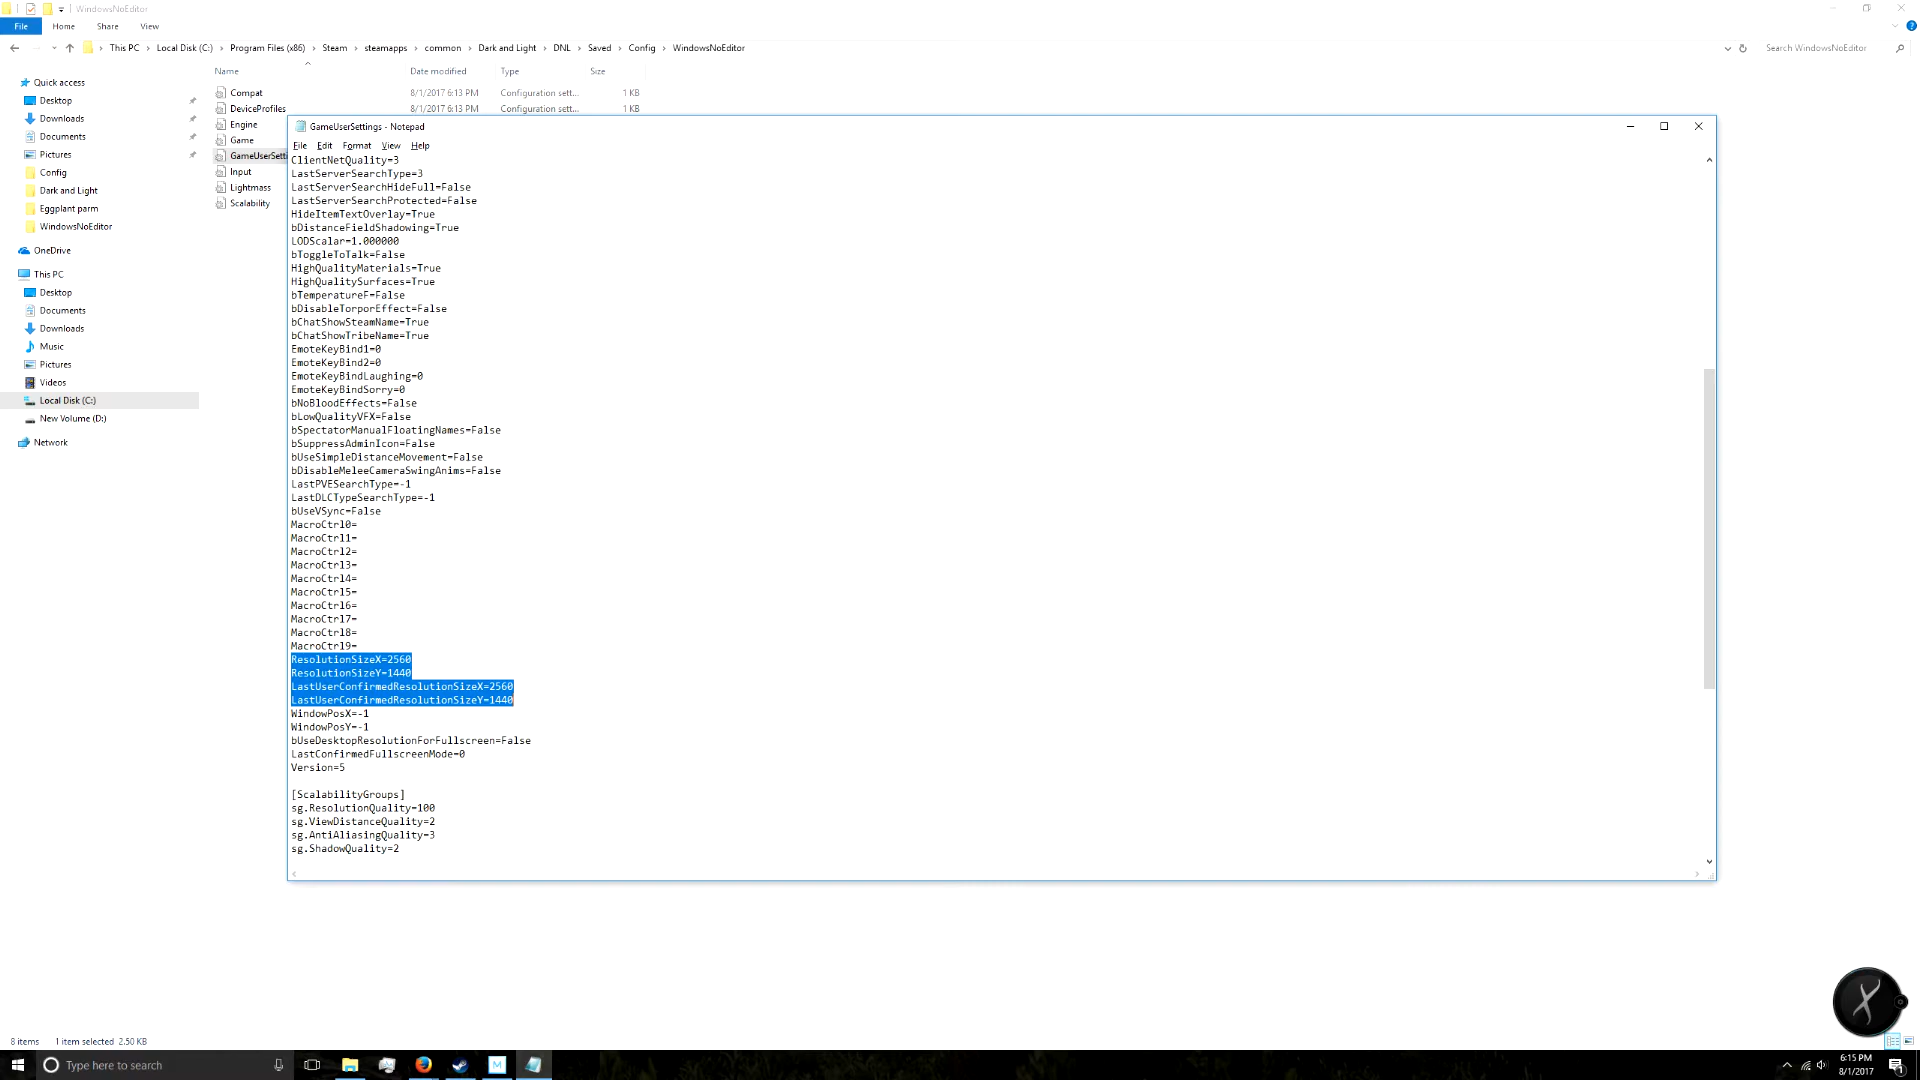 WindowsNoEditor
File Home Share View
This PC Local Disk (C:) Program Files (x86) Steam steamapps common Dark and Light DNL Saved Config WindowsNoEditor
Search WindowsNoEditor
Name Date modified Type Size
Quick access
Desktop
Downloads
Documents
Pictures
Config
Dark and Light
Eggplant parm
WindowsNoEditor
OneDrive
This PC
Desktop
Documents
Downloads
Music
Pictures
Videos
Local Disk (C:)
New Volume (D:)
Network
Compat 8/1/2017 6:13 PM Configuration sett... 1 KB
DeviceProfiles 8/1/2017 6:13 PM Configuration sett... 1 KB
Engine
Game
GameUserSetti
Input
Lightmass
Scalability
GameUserSettings - Notepad
File Edit Format View Help
ClientNetQuality=3
LastServerSearchType=3
LastServerSearchHideFull=False
LastServerSearchProtected=False
HideItemTextOverlay=True
bDistanceFieldShadowing=True
LODScalar=1.000000
bToggleToTalk=False
HighQualityMaterials=True
HighQualitySurfaces=True
bTemperatureF=False
bDisableTorporEffect=False
bChatShowSteamName=True
bChatShowTribeName=True
EmoteKeyBind1=0
EmoteKeyBind2=0
EmoteKeyBindLaughing=0
EmoteKeyBindSorry=0
bNoBloodEffects=False
bLowQualityVFX=False
bSpectatorManualFloatingNames=False
bSuppressAdminIcon=False
bUseSimpleDistanceMovement=False
bDisableMeleeCameraSwingAnims=False
LastPVESearchType=-1
LastDLCTypeSearchType=-1
bUseVSync=False
MacroCtrl0=
MacroCtrl1=
MacroCtrl2=
MacroCtrl3=
MacroCtrl4=
MacroCtrl5=
MacroCtrl6=
MacroCtrl7=
MacroCtrl8=
MacroCtrl9=
ResolutionSizeX=2560
ResolutionSizeY=1440
LastUserConfirmedResolutionSizeX=2560
LastUserConfirmedResolutionSizeY=1440
WindowPosX=-1
WindowPosY=-1
bUseDesktopResolutionForFullscreen=False
LastConfirmedFullscreenMode=0
Version=5
[ScalabilityGroups]
sg.ResolutionQuality=100
sg.ViewDistanceQuality=2
sg.AntiAliasingQuality=3
sg.ShadowQuality=2
8 items 1 item selected 2.50 KB
Type here to search
M
6:15 PM
8/1/2017